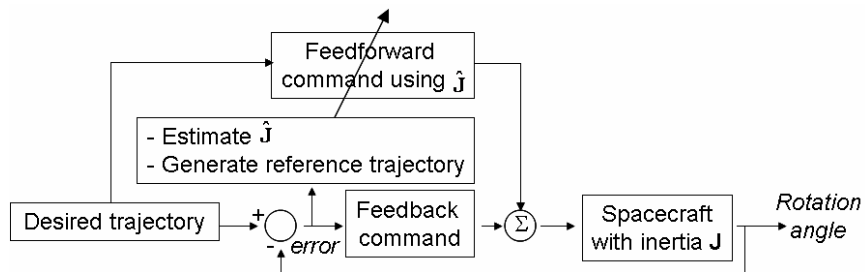 Feedforward
command using Ĵ
- Estimate Ĵ
- Generate reference trajectory
Desired trajectory
+
-
error
Feedback
command
Σ
Spacecraft
with inertia J
Rotation
angle